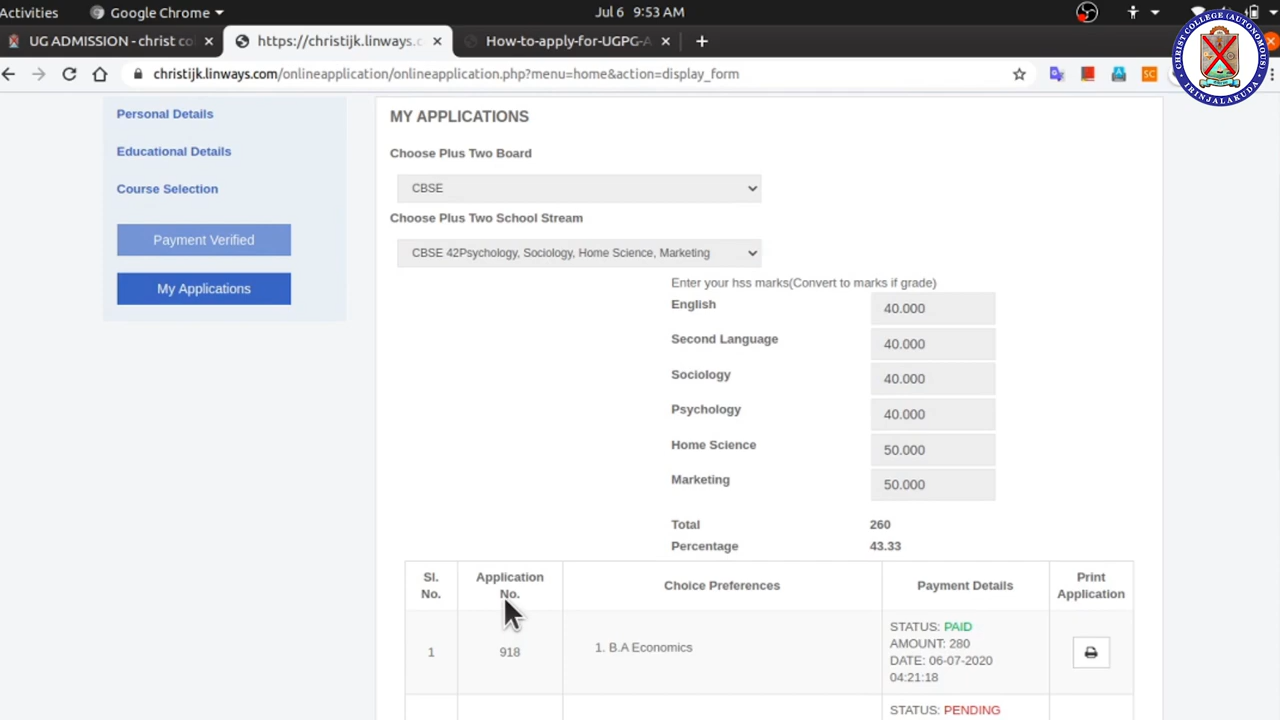 Activities
Google Chrome
Jul 6 9:53 AM
UG ADMISSION - christ co
https://christijk.linways.c
How-to-apply-for-UGPG-A
christijk.linways.com/onlineapplication/onlineapplication.php?menu=home&action=display_form
SC
CHRIST COLLEGE (AUTONOMOUS)
IRINJALAKUDA
Personal Details
Educational Details
Course Selection
Payment Verified
My Applications
MY APPLICATIONS
Choose Plus Two Board
CBSE
Choose Plus Two School Stream
CBSE 42Psychology, Sociology, Home Science, Marketing
Enter your hss marks(Convert to marks if grade)
English 40.000
Second Language 40.000
Sociology 40.000
Psychology 40.000
Home Science 50.000
Marketing 50.000
Total 260
Percentage 43.33
Sl. No.
Application No.
Choice Preferences
Payment Details
Print Application
1
918
1. B.A Economics
STATUS: PAID
AMOUNT: 280
DATE: 06-07-2020
04:21:18
STATUS: PENDING